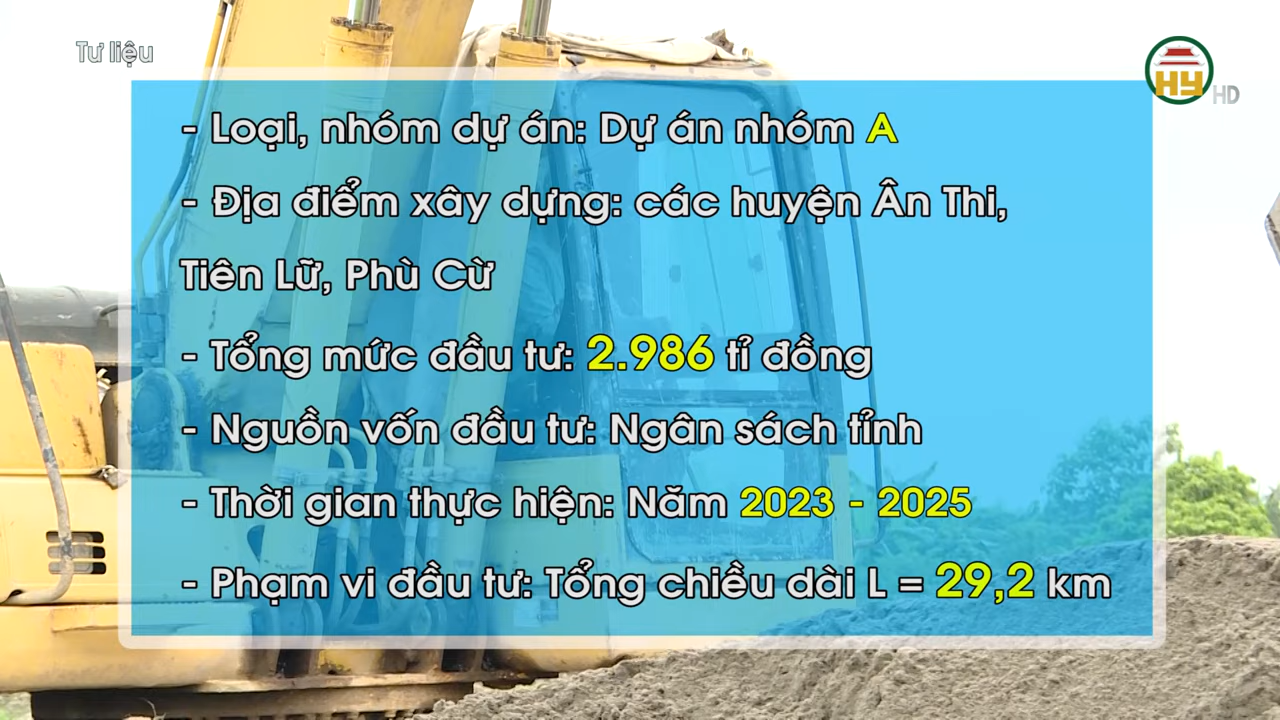 Tư liệu
HY HD
- Loại, nhóm dự án: Dự án nhóm A
- Địa điểm xây dựng: các huyện Ân Thi,
Tiên Lữ, Phù Cừ
- Tổng mức đầu tư: 2.986 tỉ đồng
- Nguồn vốn đầu tư: Ngân sách tỉnh
- Thời gian thực hiện: Năm 2023 - 2025
- Phạm vi đầu tư: Tổng chiều dài L = 29,2 km